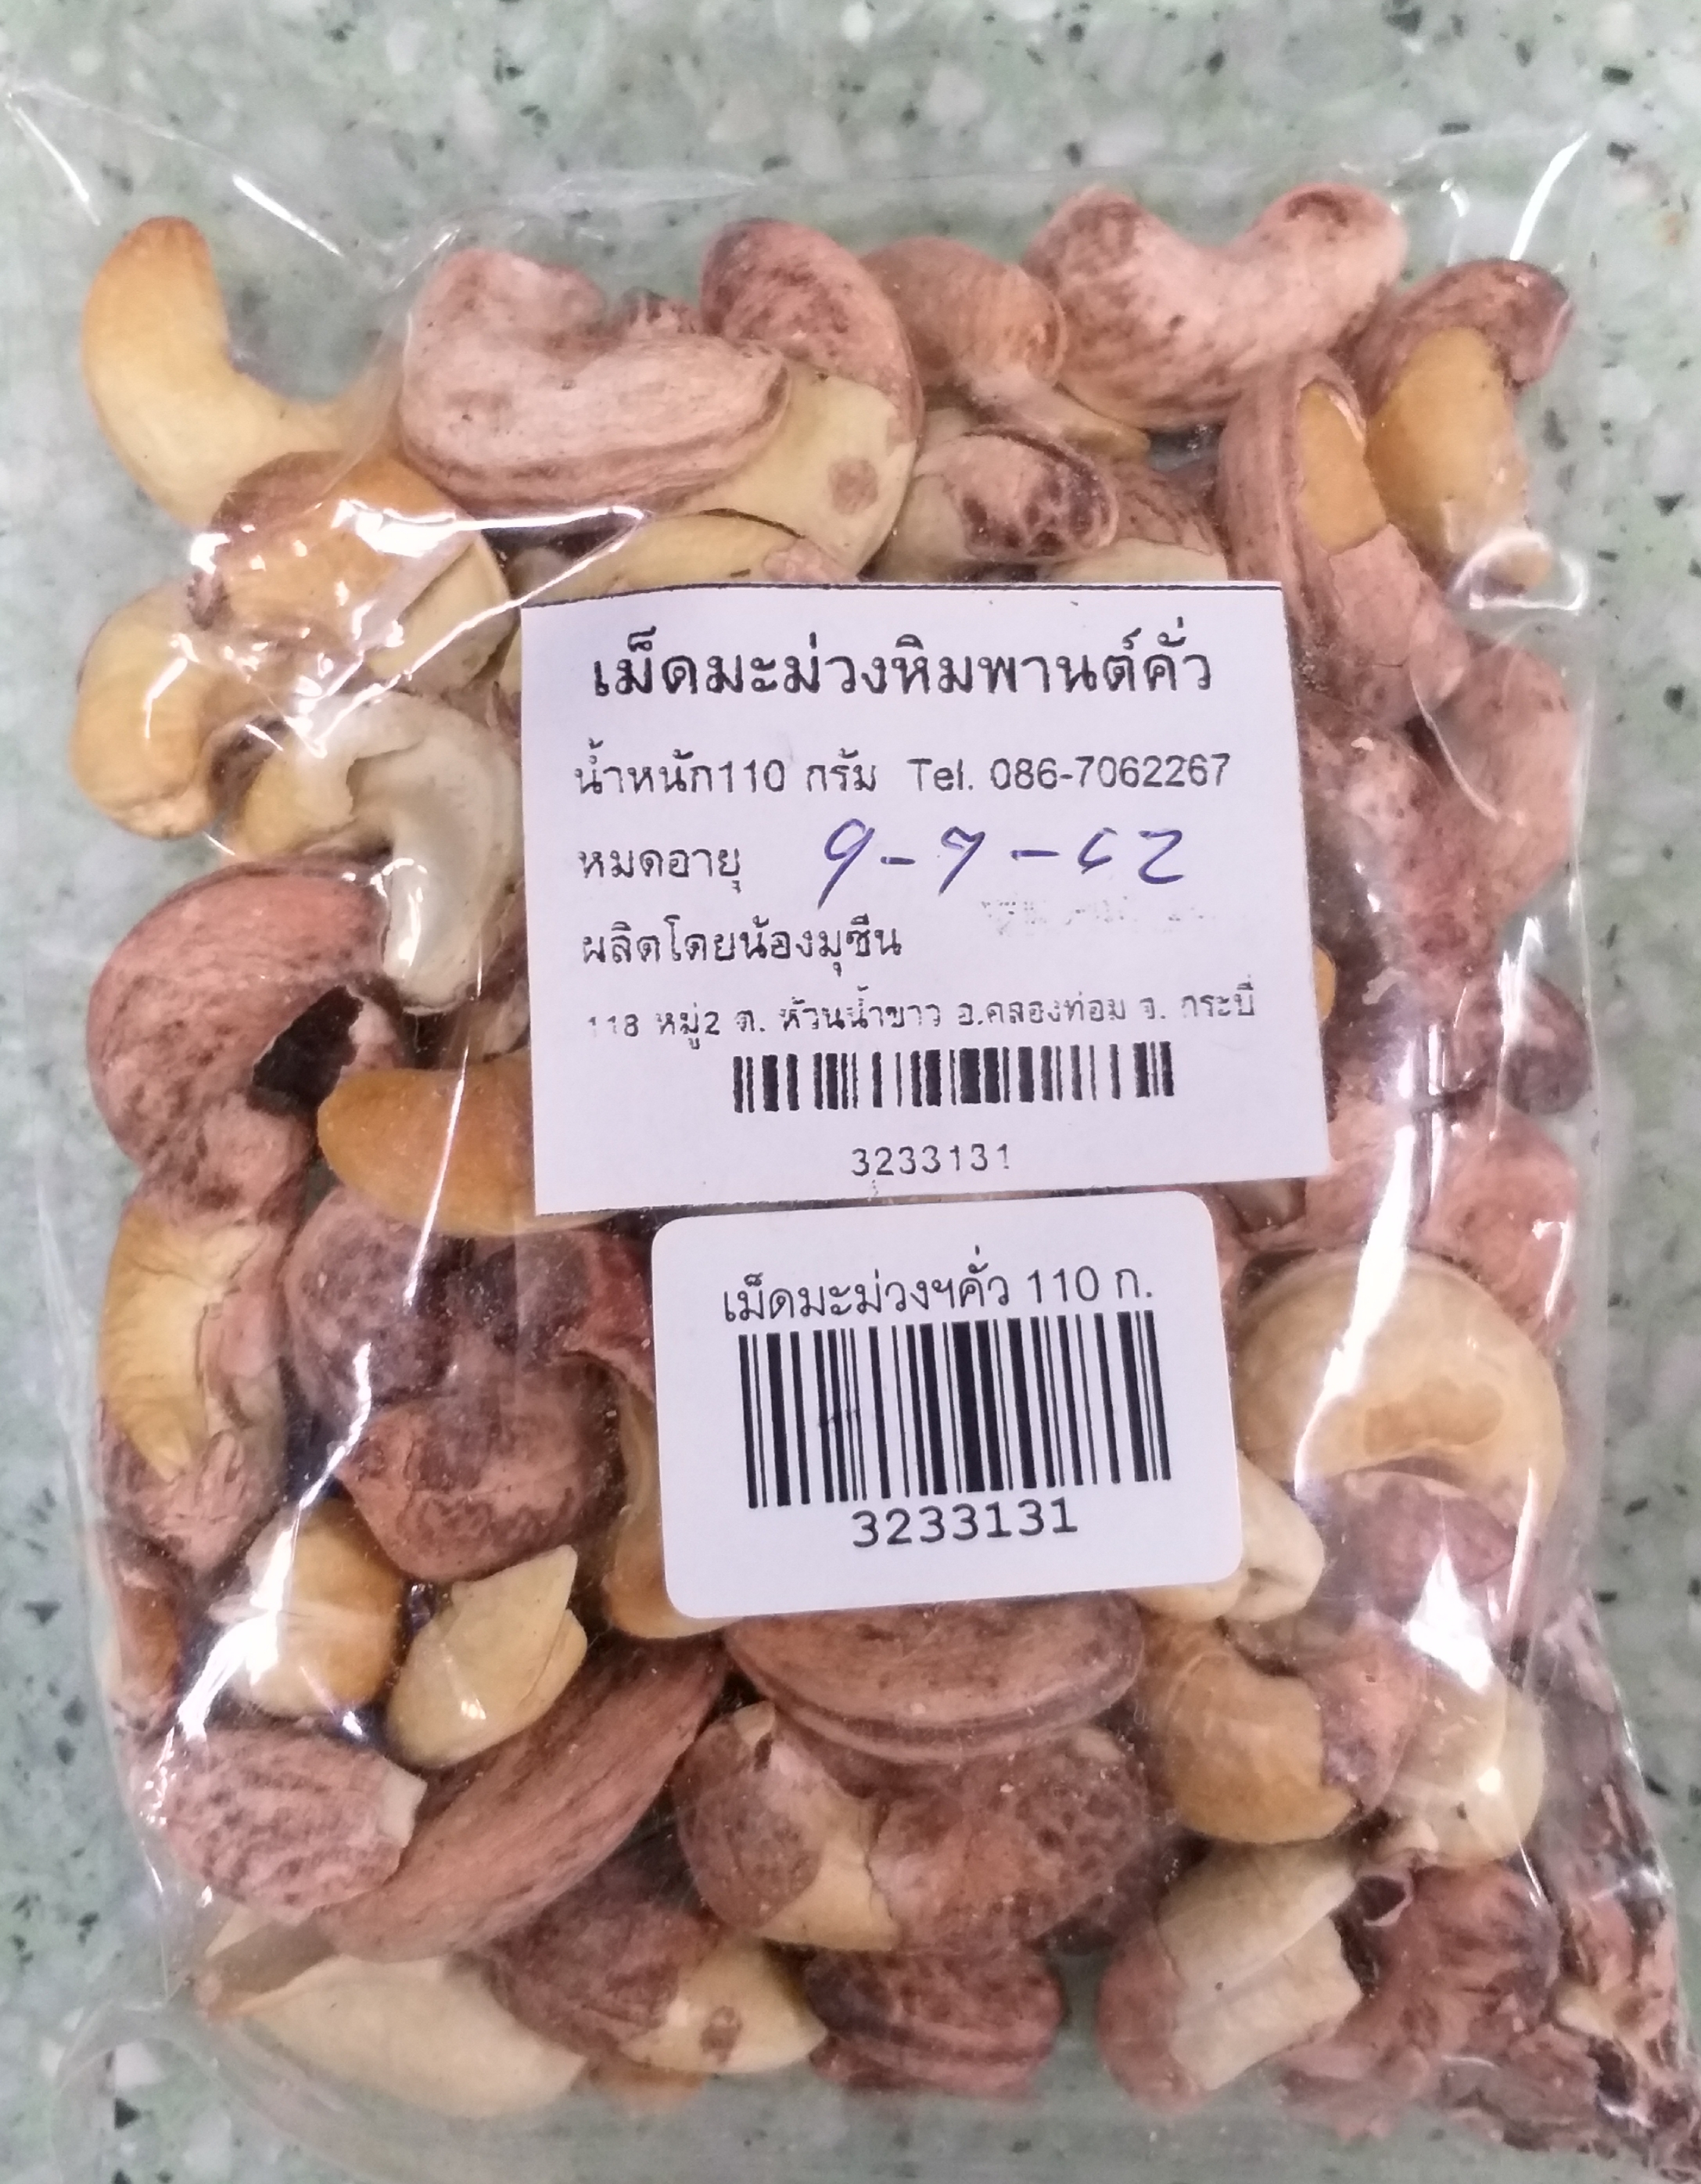 เม็ดมะม่วงหิมพานต์คั่ว
น้ำหนัก110 กรัม Tel. 086-7062267
หมดอายุ 9-7-62
ผลิตโดยน้องมุซีน
118 หมู่2 ต. ห้วนน้ำขาว อ.คลองท่อม จ. กระบี่
3233131
เม็ดมะม่วงฯคั่ว 110 ก.
3233131